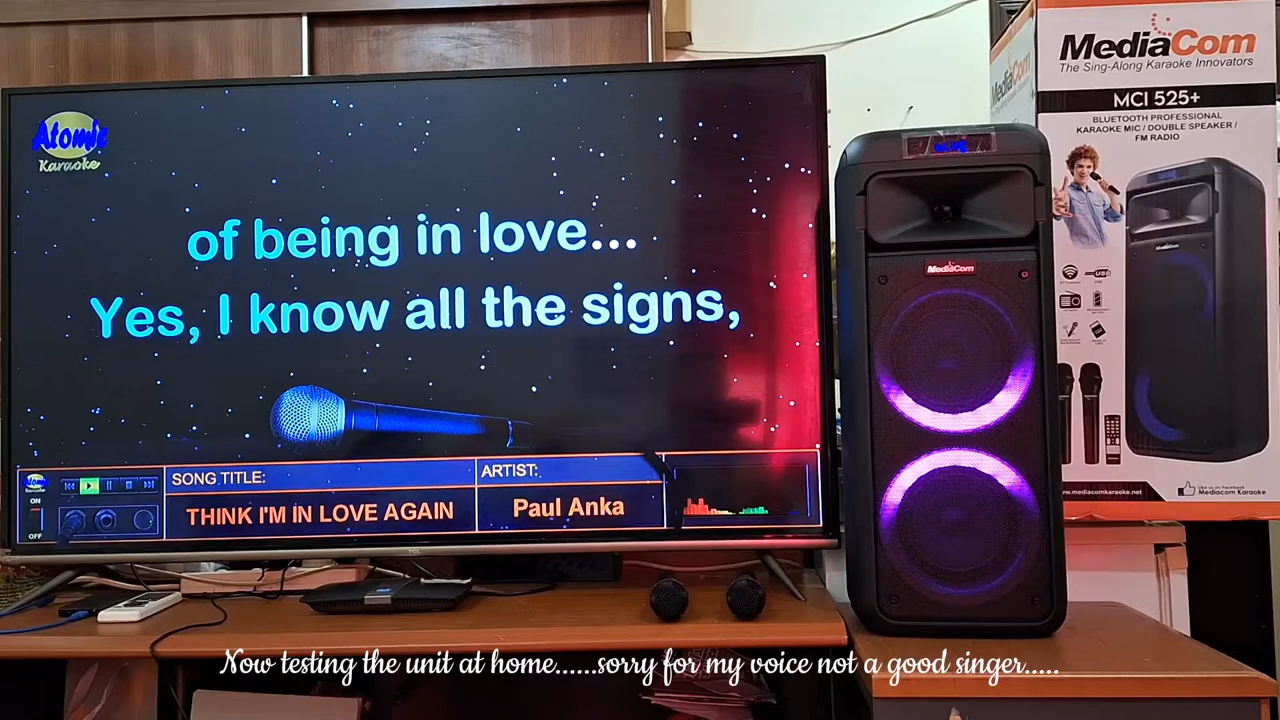 Atomic
Karaoke
of being in love...
Yes, I know all the signs,
ON
OFF
SONG TITLE:
THINK I'M IN LOVE AGAIN
ARTIST:
Paul Anka
TCL
MediaCom
MediaCom
MediaCom
The Sing-Along Karaoke Innovators
MCI 525+
BLUETOOTH PROFESSIONAL
KARAOKE MIC / DOUBLE SPEAKER /
FM RADIO
USB
MediaCom
www.mediacomkaraoke.net
Like us on Facebook
Mediacom Karaoke
Now testing the unit at home......sorry for my voice not a good singer.....